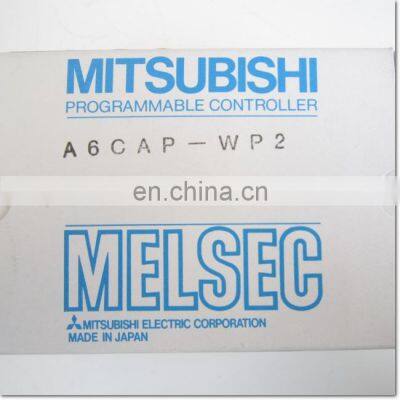 MITSUBISHI
PROGRAMMABLE CONTROLLER
A6CAP-WP2
en.china.cn
MELSEC
MITSUBISHI ELECTRIC CORPORATION
MADE IN JAPAN